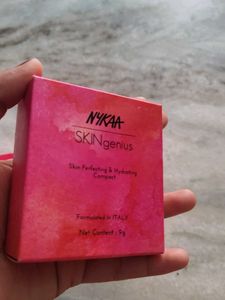 NYKAA
SKINgenius
Skin Perfecting & Hydrating
Compact
Formulated in ITALY
Net Content : 9g